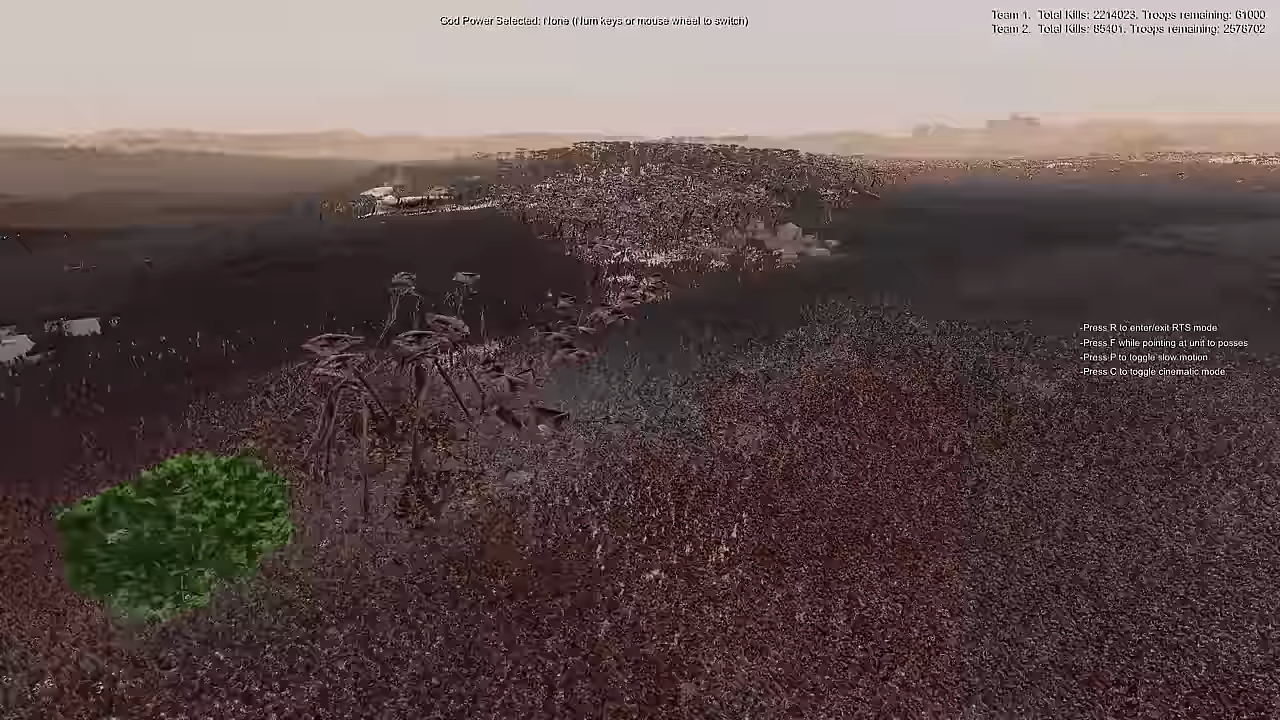 God Power Selected: None (Num keys or mouse wheel to switch)
Team 1. Total Kills: 2214023. Troops remaining: 61000
Team 2. Total Kills: 85401. Troops remaining: 2578702
-Press R to enter/exit RTS mode
-Press F while pointing at unit to posses
-Press P to toggle slow motion
-Press C to toggle cinematic mode